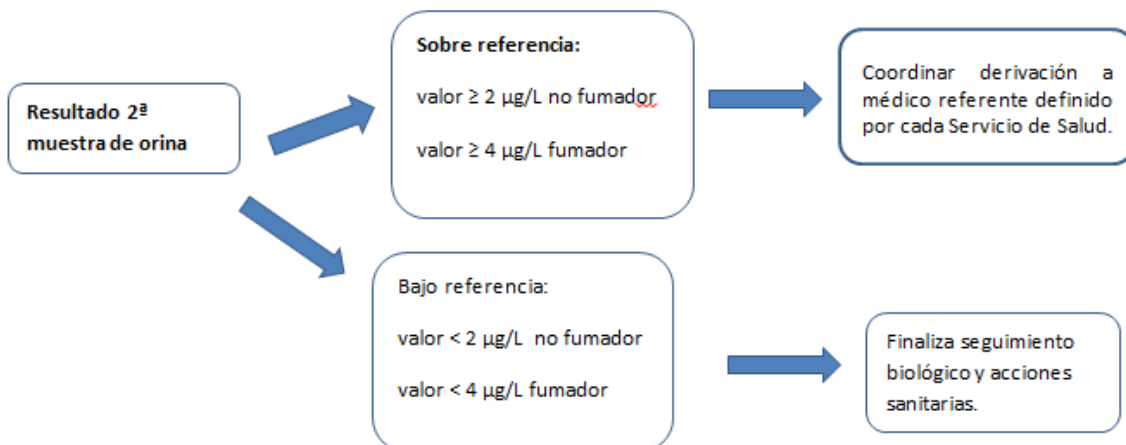 Resultado 2ª
muestra de orina
Sobre referencia:
valor ≥ 2 µg/L no fumador
valor ≥ 4 µg/L fumador
Coordinar derivación a
médico referente definido
por cada Servicio de Salud.
Bajo referencia:
valor < 2 µg/L no fumador
valor < 4 µg/L fumador
Finaliza seguimiento
biológico y acciones
sanitarias.